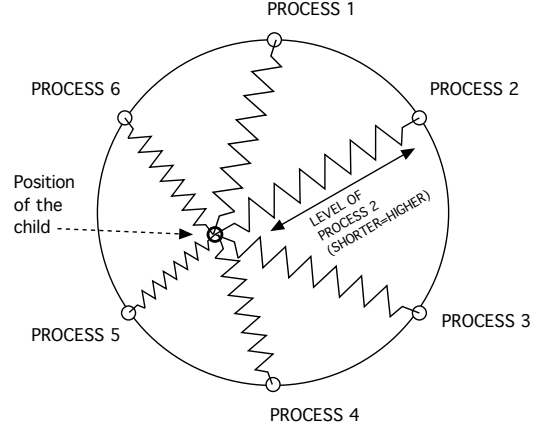 PROCESS 1
PROCESS 6
PROCESS 2
Position
of the
child
LEVEL OF
PROCESS 2
(SHORTER=HIGHER)
PROCESS 5
PROCESS 3
PROCESS 4